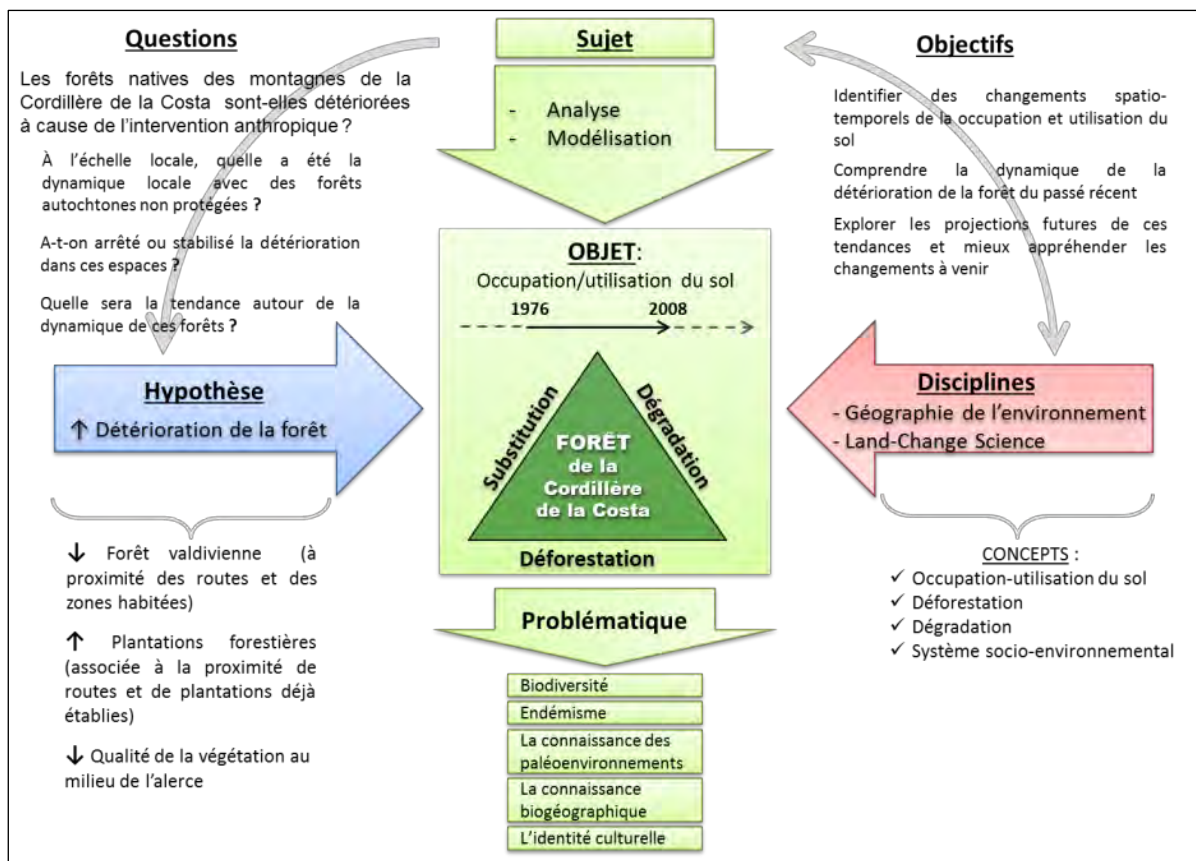 Questions
Les forêts natives des montagnes de la
Cordillère de la Costa sont-elles détériorées
à cause de l'intervention anthropique ?
À l'échelle locale, quelle a été la
dynamique locale avec des forêts
autochtones non protégées ?
A-t-on arrêté ou stabilisé la détérioration
dans ces espaces ?
Quelle sera la tendance autour de la
dynamique de ces forêts ?
Sujet
- Analyse
- Modélisation
Objectifs
Identifier des changements spatio-
temporels de la occupation et utilisation du
sol
Comprendre la dynamique de la
détérioration de la forêt du passé récent
Explorer les projections futures de ces
tendances et mieux appréhender les
changements à venir
Hypothèse
↑ Détérioration de la forêt
OBJET:
Occupation/utilisation du sol
1976 2008
Substitution
Dégradation
FORÊT
de la
Cordillère
de la Costa
Déforestation
Disciplines
- Géographie de l'environnement
- Land-Change Science
↓ Forêt valdivienne (à
proximité des routes et des
zones habitées)
↑ Plantations forestières
(associée à la proximité de
routes et de plantations déjà
établies)
↓ Qualité de la végétation au
milieu de l'alerce
Problématique
Biodiversité
Endémisme
La connaissance des
paléoenvironnements
La connaissance
biogéographique
L'identité culturelle
CONCEPTS :
✓ Occupation-utilisation du sol
✓ Déforestation
✓ Dégradation
✓ Système socio-environnemental